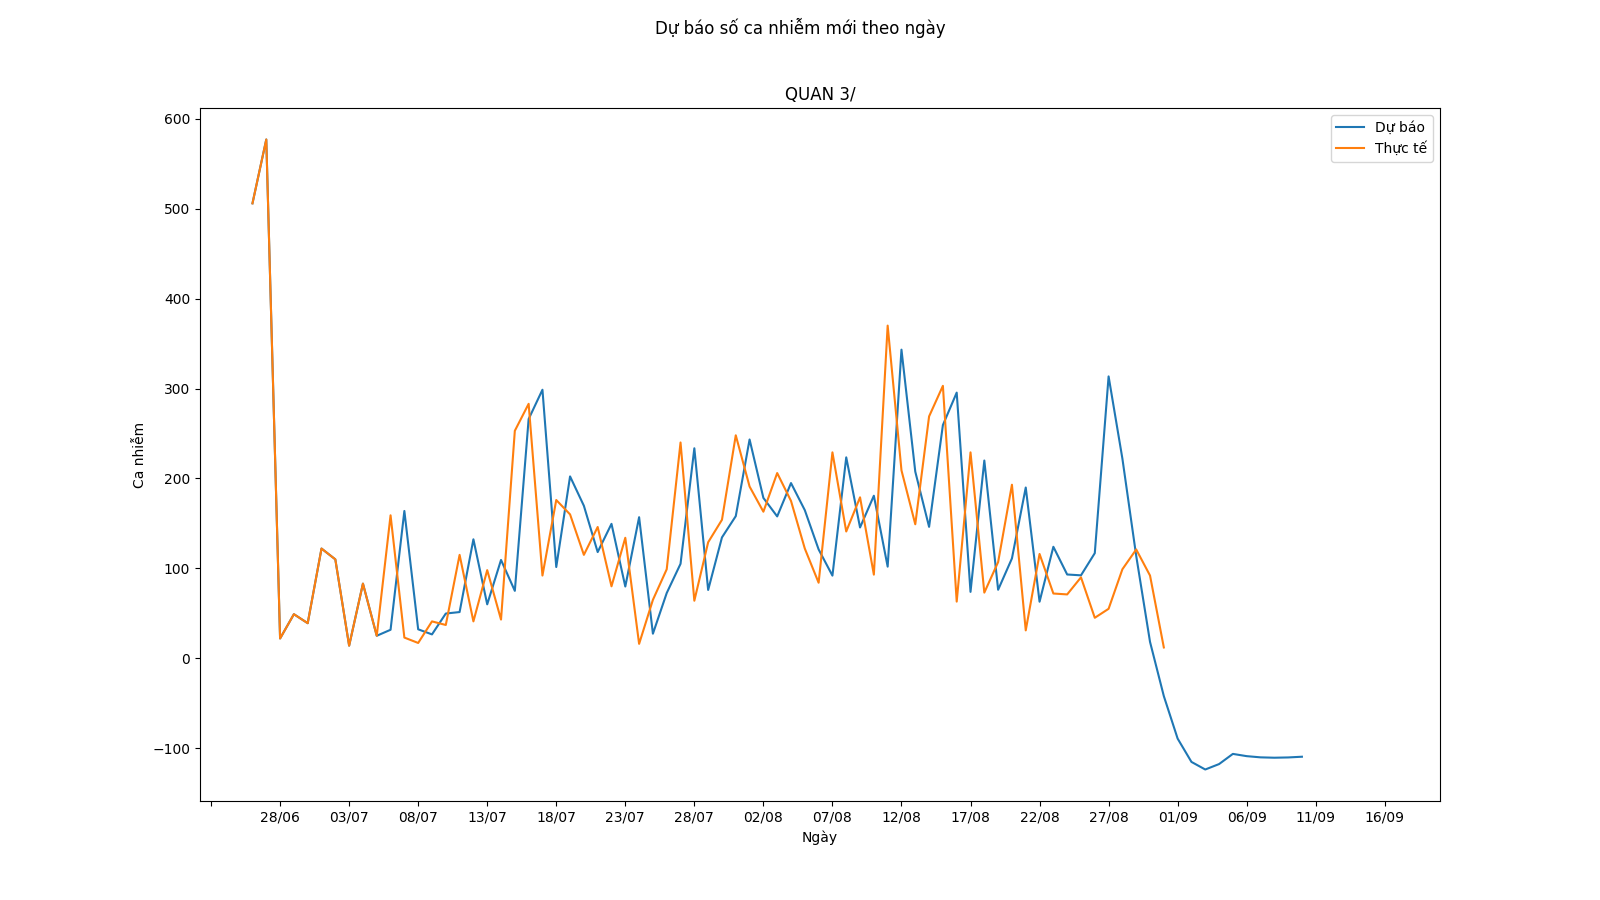 Dự báo số ca nhiễm mới theo ngày
QUAN 3/
Dự báo
Thực tế
600
500
400
300
200
100
0
−100
Ca nhiễm
28/06 03/07 08/07 13/07 18/07 23/07 28/07 02/08 07/08 12/08 17/08 22/08 27/08 01/09 06/09 11/09 16/09
Ngày